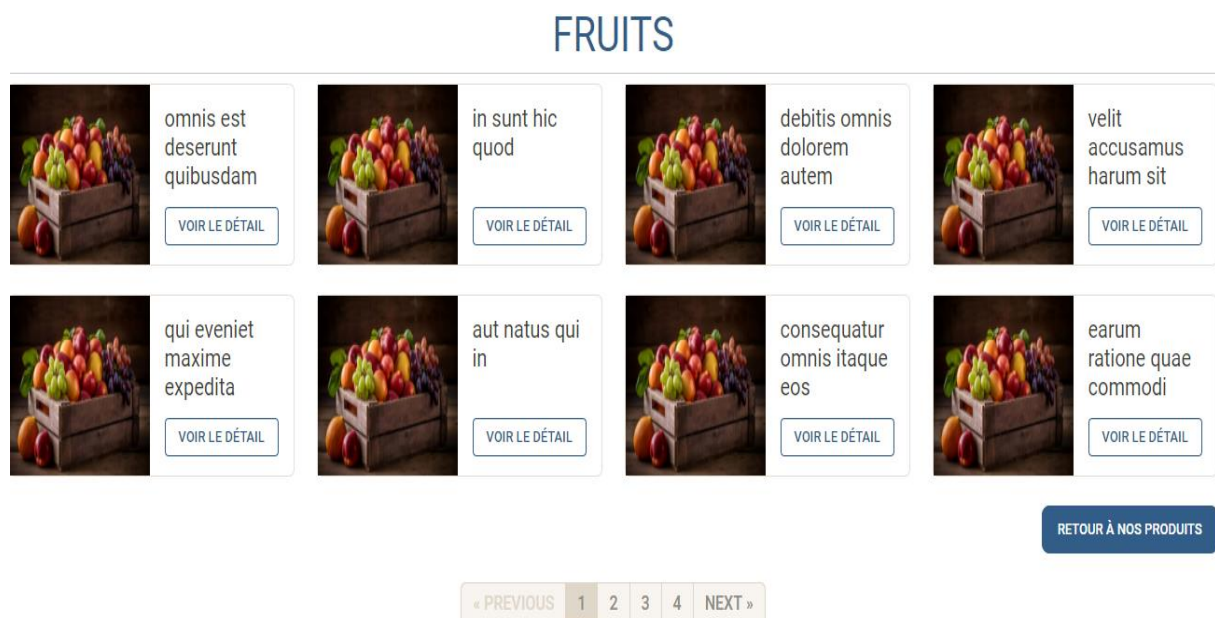 FRUITS
omnis est
deserunt
quibusdam
VOIR LE DÉTAIL
in sunt hic
quod
VOIR LE DÉTAIL
debitis omnis
dolorem
autem
VOIR LE DÉTAIL
velit
accusamus
harum sit
VOIR LE DÉTAIL
qui eveniet
maxime
expedita
VOIR LE DÉTAIL
aut natus qui
in
VOIR LE DÉTAIL
consequatur
omnis itaque
eos
VOIR LE DÉTAIL
earum
ratione quae
commodi
VOIR LE DÉTAIL
RETOUR À NOS PRODUITS
« PREVIOUS 1 2 3 4 NEXT »